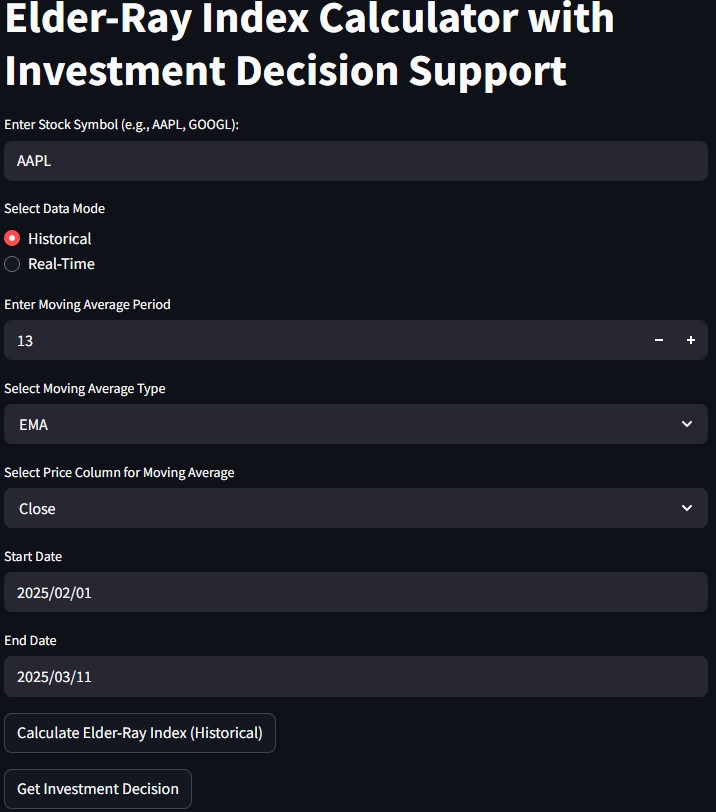 Elder-Ray Index Calculator with
Investment Decision Support
Enter Stock Symbol (e.g., AAPL, GOOGL):
AAPL
Select Data Mode
Historical
Real-Time
Enter Moving Average Period
13
Select Moving Average Type
EMA
Select Price Column for Moving Average
Close
Start Date
2025/02/01
End Date
2025/03/11
Calculate Elder-Ray Index (Historical)
Get Investment Decision